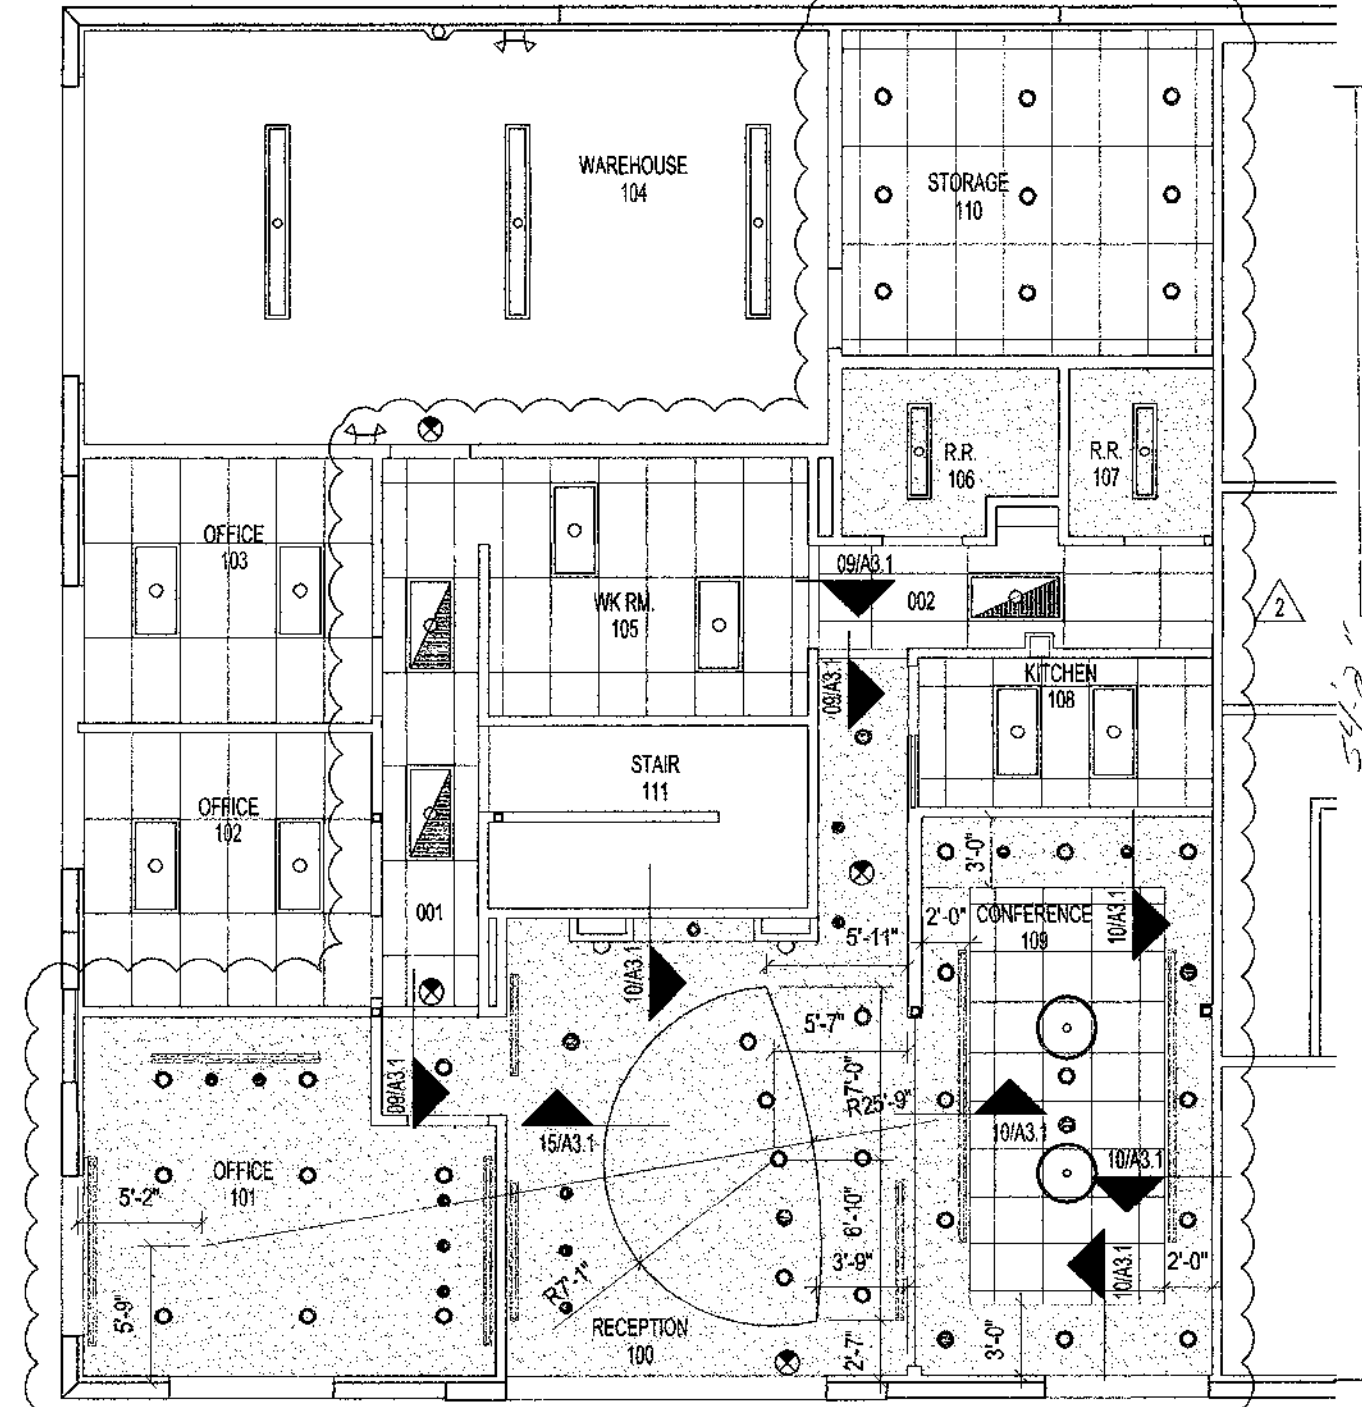 WAREHOUSE
104
STORAGE
110
R.R.
106
R.R.
107
OFFICE
103
09/A3.1
002
WK RM.
105
2
09/A3.1
KITCHEN
108
STAIR
111
OFFICE
102
001
3'-0"
2'-0"
CONFERENCE
109
10/A3.1
5'-11"
10/A3.1
5'-7"
7'-0"
R25'-9"
09/A3.1
15/A3.1
10/A3.1
10/A3.1
OFFICE
101
5'-2"
6'-10"
3'-9"
2'-0"
10/A3.1
R7'-1"
5'-9"
RECEPTION
100
2'-7"
3'-0"